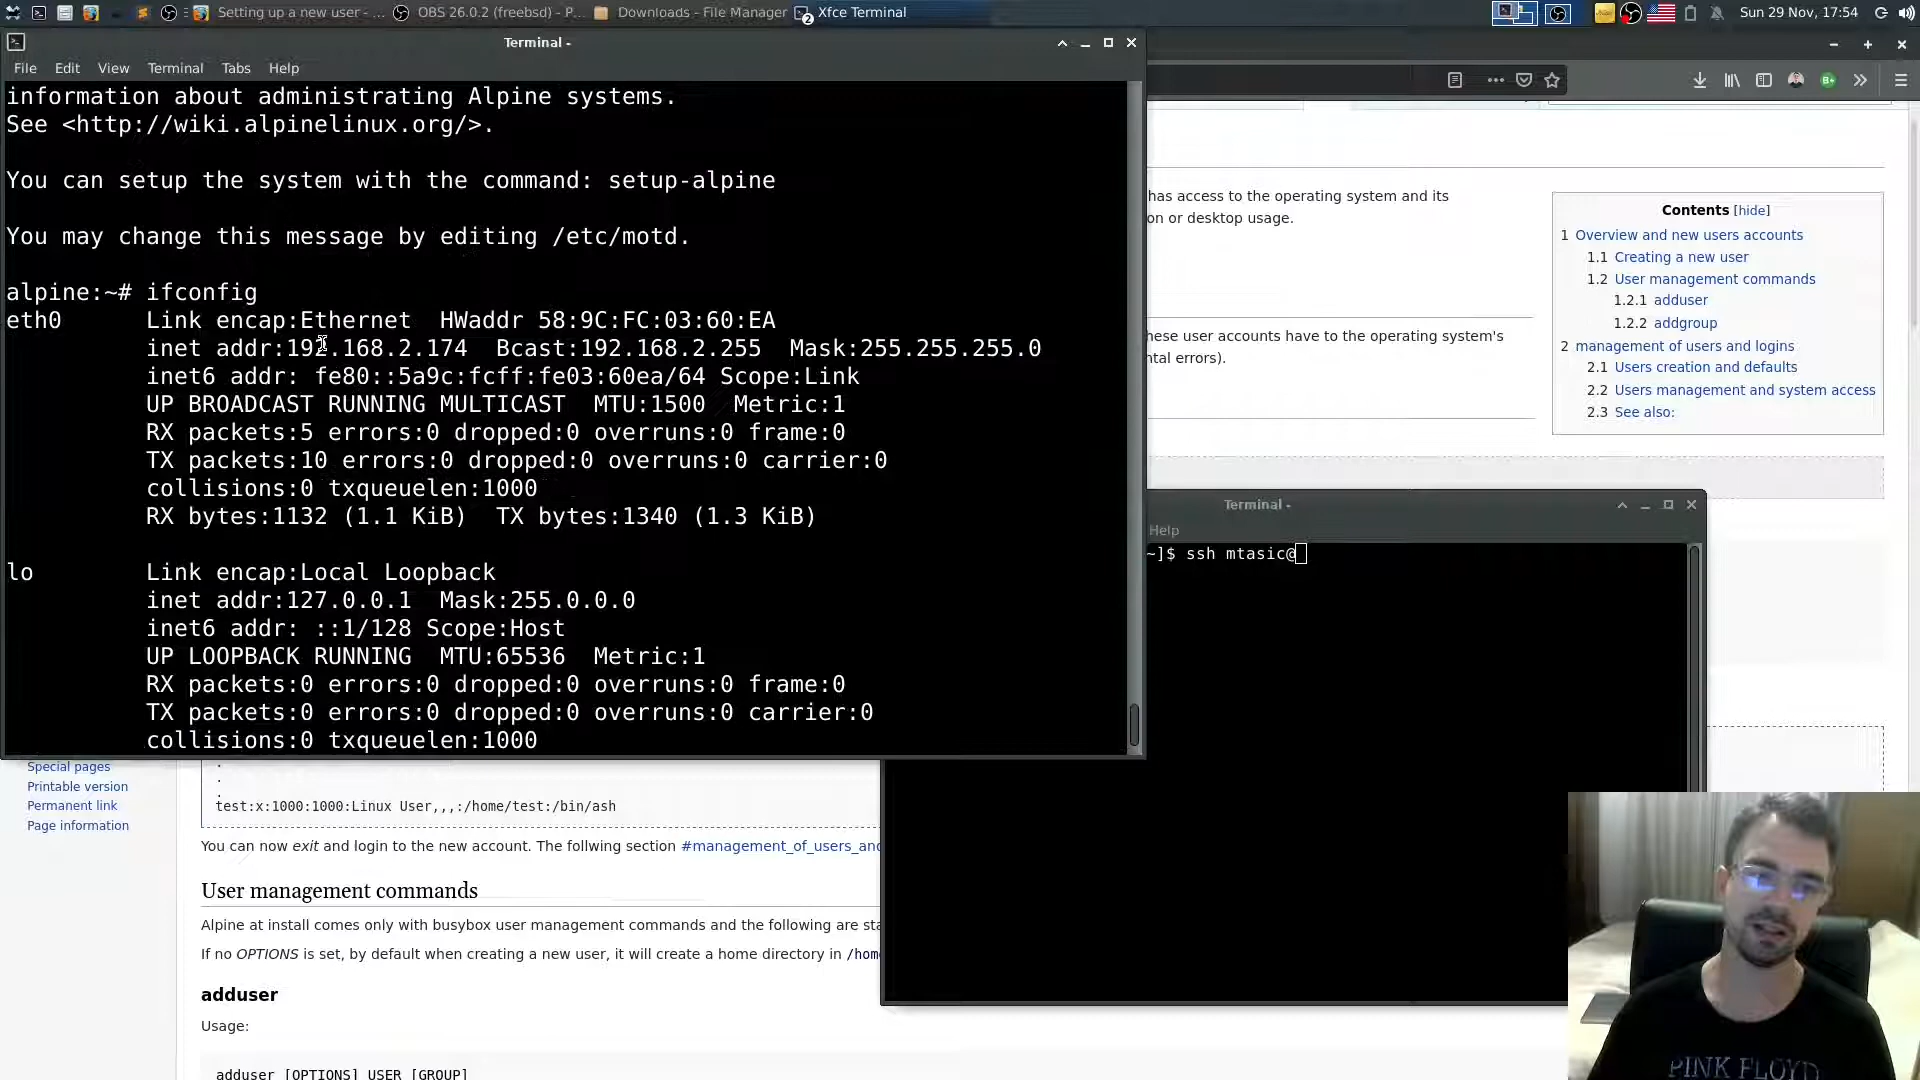 Setting up a new user - ...
OBS 26.0.2 (freebsd) - P...
Downloads - File Manager
2
Xfce Terminal
Sun 29 Nov, 17:54
Terminal -
File Edit View Terminal Tabs Help
information about administrating Alpine systems.
See <http://wiki.alpinelinux.org/>.
You can setup the system with the command: setup-alpine
You may change this message by editing /etc/motd.
alpine:~# ifconfig
eth0 Link encap:Ethernet HWaddr 58:9C:FC:03:60:EA
inet addr:192.168.2.174 Bcast:192.168.2.255 Mask:255.255.255.0
inet6 addr: fe80::5a9c:fcff:fe03:60ea/64 Scope:Link
UP BROADCAST RUNNING MULTICAST MTU:1500 Metric:1
RX packets:5 errors:0 dropped:0 overruns:0 frame:0
TX packets:10 errors:0 dropped:0 overruns:0 carrier:0
collisions:0 txqueuelen:1000
RX bytes:1132 (1.1 KiB) TX bytes:1340 (1.3 KiB)
lo Link encap:Local Loopback
inet addr:127.0.0.1 Mask:255.0.0.0
inet6 addr: ::1/128 Scope:Host
UP LOOPBACK RUNNING MTU:65536 Metric:1
RX packets:0 errors:0 dropped:0 overruns:0 frame:0
TX packets:0 errors:0 dropped:0 overruns:0 carrier:0
collisions:0 txqueuelen:1000
has access to the operating system and its
on or desktop usage.
hese user accounts have to the operating system's
ntal errors).
Contents [hide]
1 Overview and new users accounts
1.1 Creating a new user
1.2 User management commands
1.2.1 adduser
1.2.2 addgroup
2 management of users and logins
2.1 Users creation and defaults
2.2 Users management and system access
2.3 See also:
Terminal -
Help
~]$ ssh mtasic@
Special pages
Printable version
Permanent link
Page information
.
.
test:x:1000:1000:Linux User,,,:/home/test:/bin/ash
You can now exit and login to the new account. The follwing section #management_of_users_and
User management commands
Alpine at install comes only with busybox user management commands and the following are sta
If no OPTIONS is set, by default when creating a new user, it will create a home directory in /hom
adduser
Usage:
adduser [OPTIONS] USER [GROUP]
PINK FLOYD